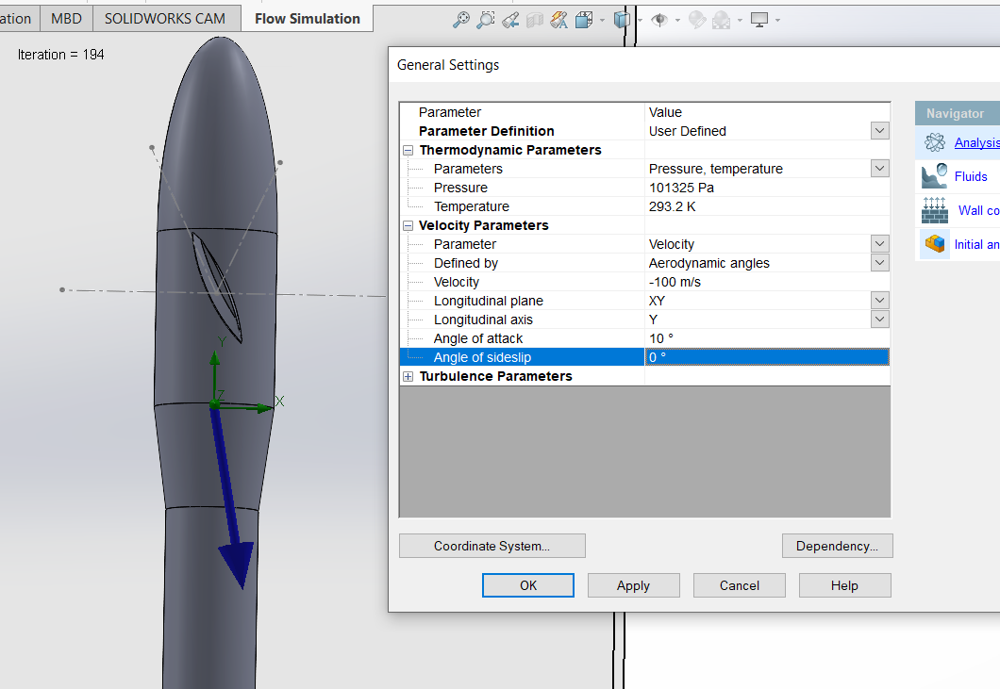 ation MBD SOLIDWORKS CAM Flow Simulation
Iteration = 194
Y
Z
X
General Settings
Parameter Value
Parameter Definition User Defined
Thermodynamic Parameters
Parameters Pressure, temperature
Pressure 101325 Pa
Temperature 293.2 K
Velocity Parameters
Parameter Velocity
Defined by Aerodynamic angles
Velocity -100 m/s
Longitudinal plane XY
Longitudinal axis Y
Angle of attack 10 °
Angle of sideslip 0 °
Turbulence Parameters
Coordinate System... Dependency...
OK Apply Cancel Help
Navigator
Analysis
Fluids
Wall co
Initial an